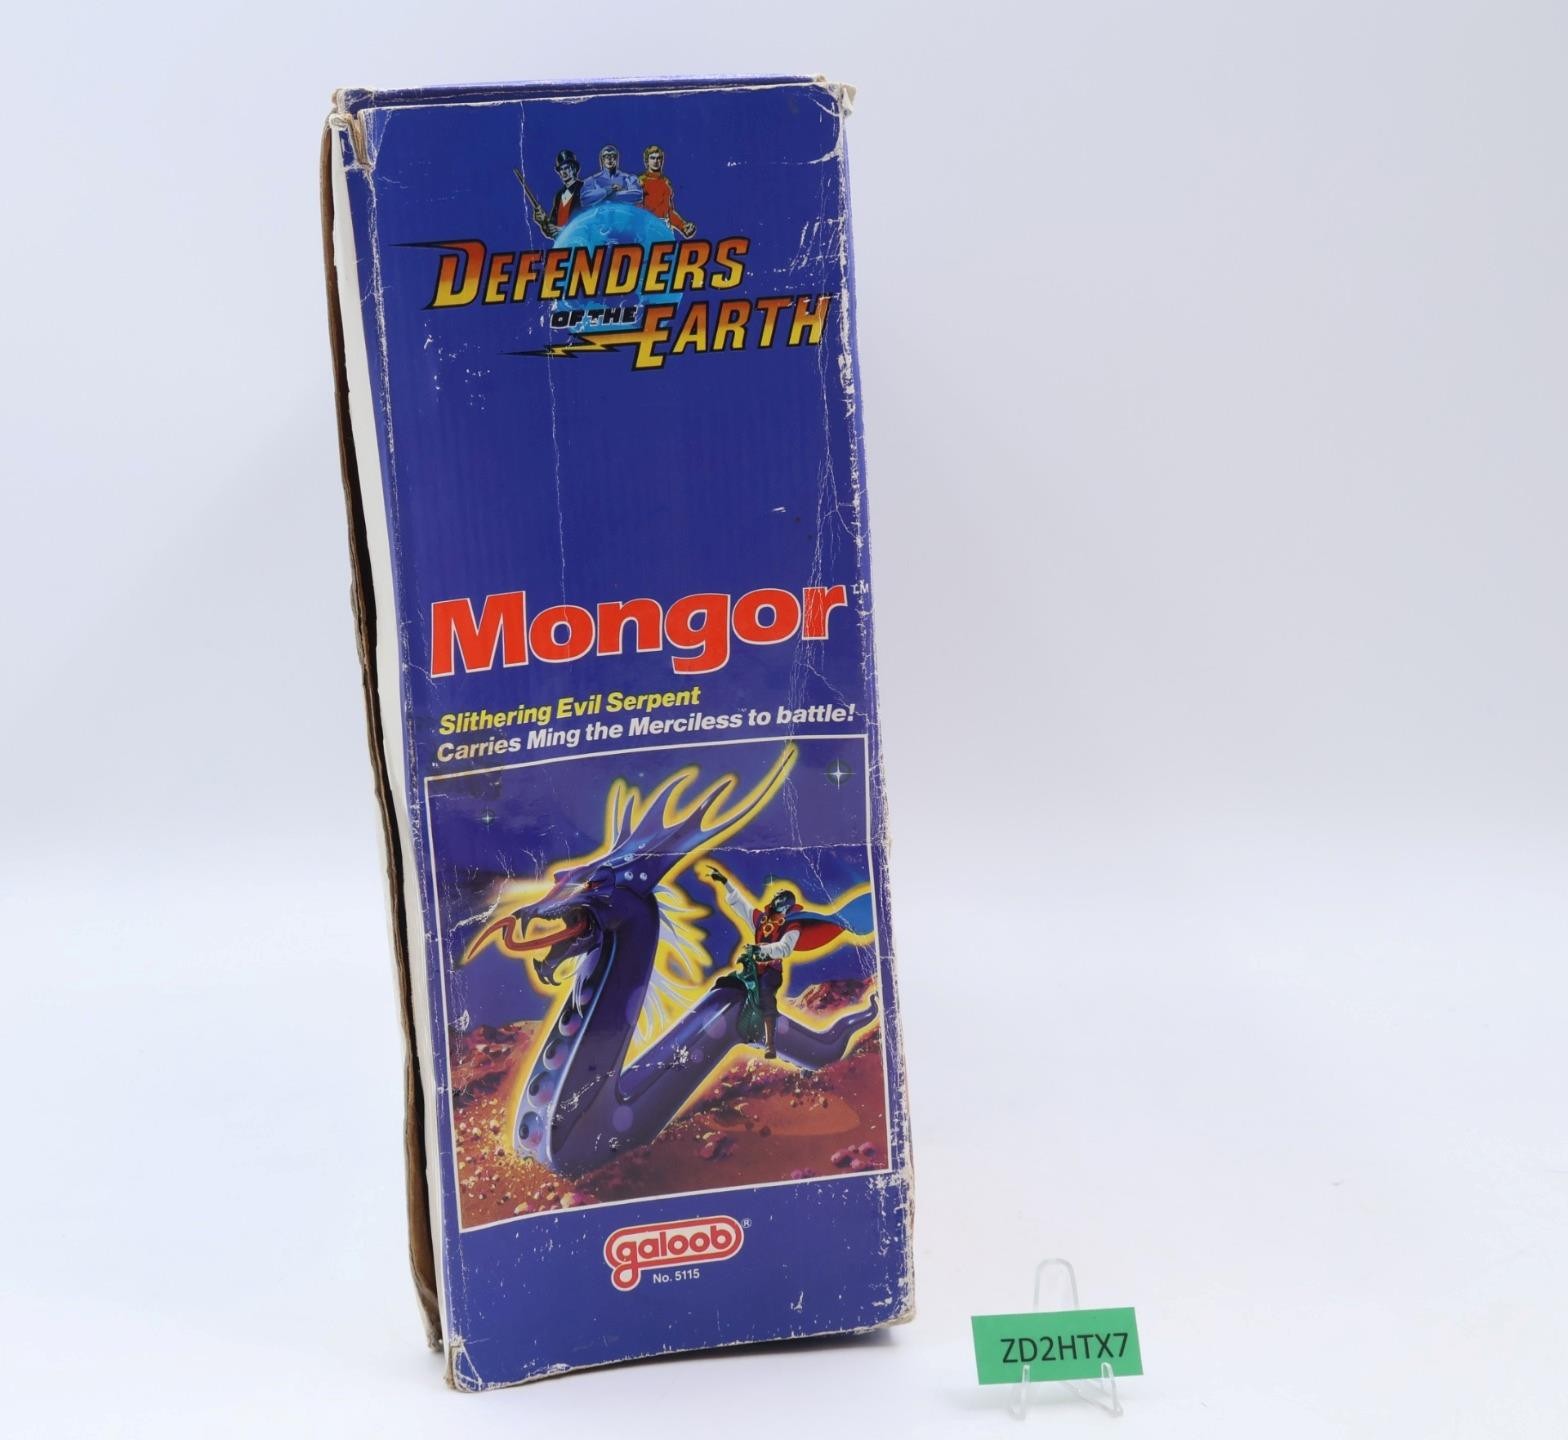 DEFENDERS
OF THE
EARTH
Mongor™
Slithering Evil Serpent
Carries Ming the Merciless to battle!
galoob®
No. 5115
ZD2HTX7